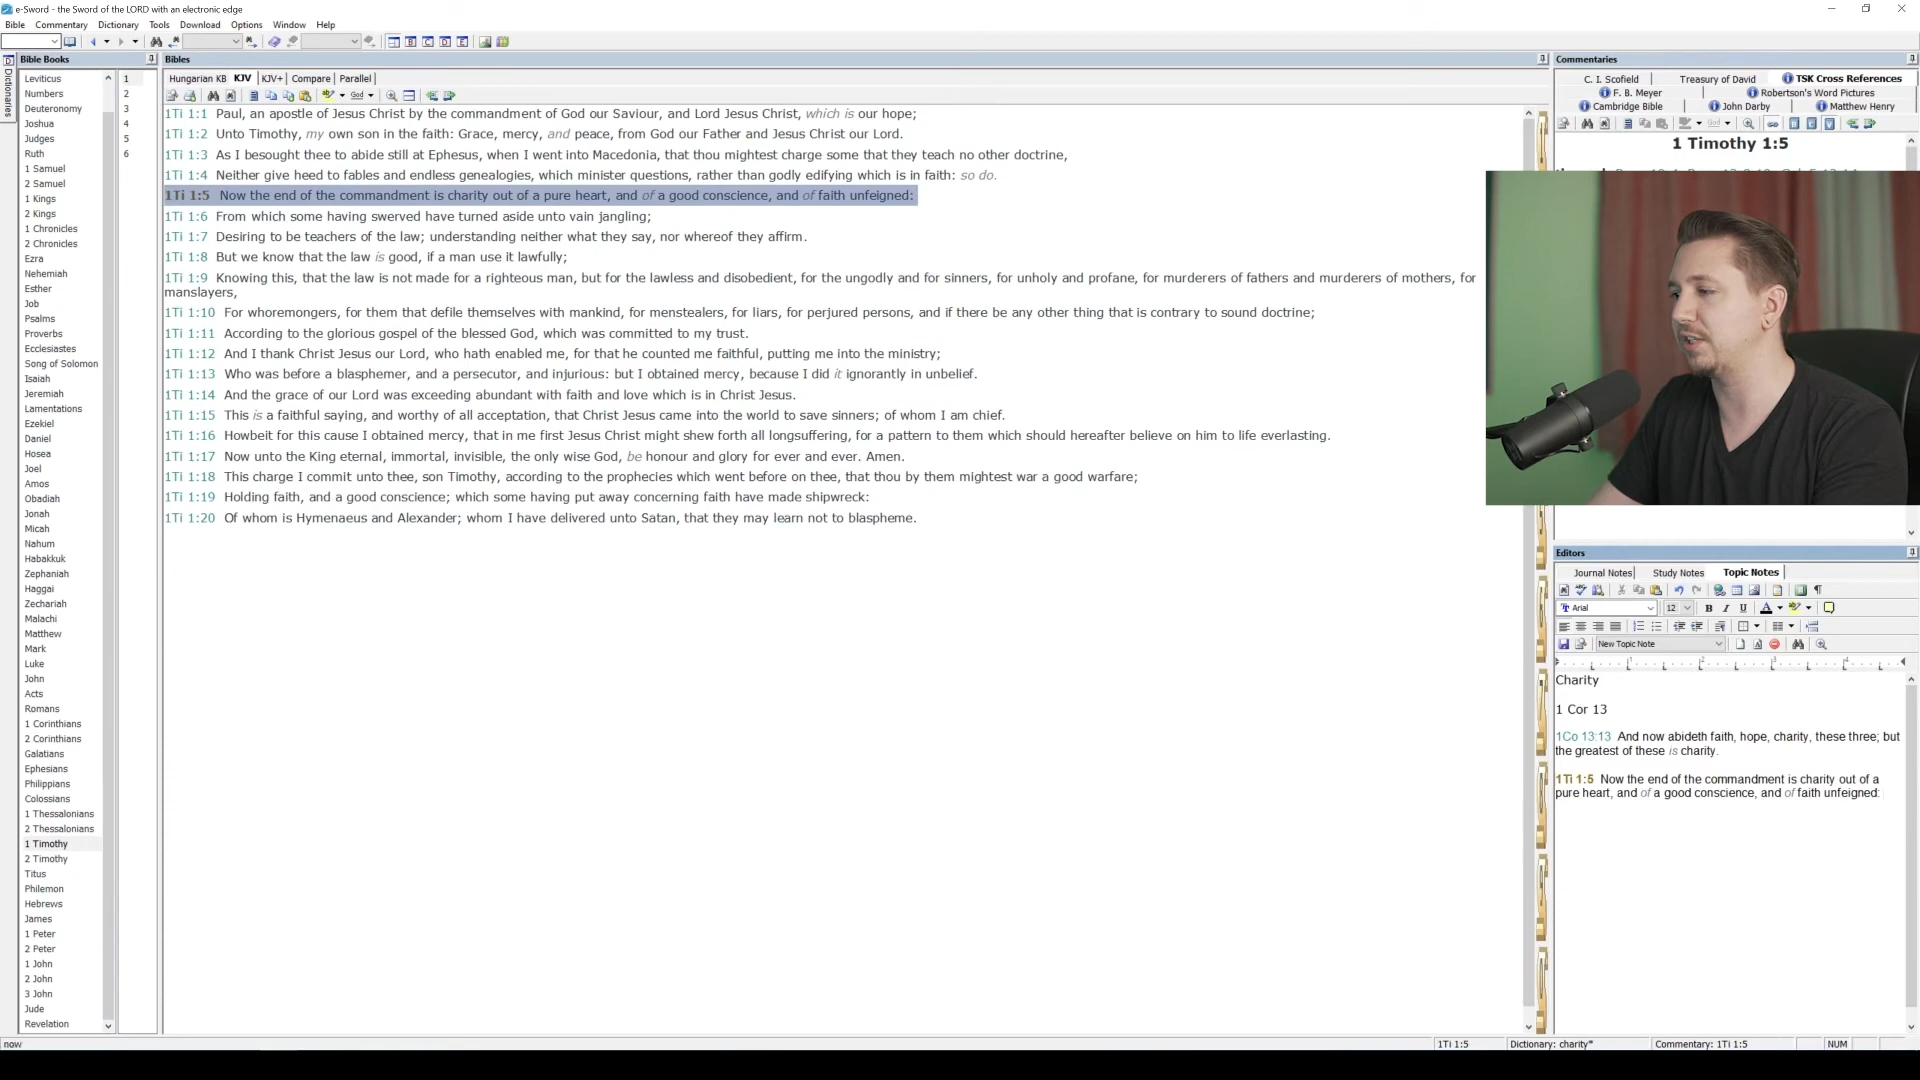 e-Sword - the Sword of the LORD with an electronic edge
Bible Commentary Dictionary Tools Download Options Window Help
Dictionaries
Bible Books
Leviticus
Numbers
Deuteronomy
Joshua
Judges
Ruth
1 Samuel
2 Samuel
1 Kings
2 Kings
1 Chronicles
2 Chronicles
Ezra
Nehemiah
Esther
Job
Psalms
Proverbs
Ecclesiastes
Song of Solomon
Isaiah
Jeremiah
Lamentations
Ezekiel
Daniel
Hosea
Joel
Amos
Obadiah
Jonah
Micah
Nahum
Habakkuk
Zephaniah
Haggai
Zechariah
Malachi
Matthew
Mark
Luke
John
Acts
Romans
1 Corinthians
2 Corinthians
Galatians
Ephesians
Philippians
Colossians
1 Thessalonians
2 Thessalonians
1 Timothy
2 Timothy
Titus
Philemon
Hebrews
James
1 Peter
2 Peter
1 John
2 John
3 John
Jude
Revelation
1
2
3
4
5
6
Bibles
Hungarian KB KJV KJV+ Compare Parallel
God
1Ti 1:1 Paul, an apostle of Jesus Christ by the commandment of God our Saviour, and Lord Jesus Christ, which is our hope;
1Ti 1:2 Unto Timothy, my own son in the faith: Grace, mercy, and peace, from God our Father and Jesus Christ our Lord.
1Ti 1:3 As I besought thee to abide still at Ephesus, when I went into Macedonia, that thou mightest charge some that they teach no other doctrine,
1Ti 1:4 Neither give heed to fables and endless genealogies, which minister questions, rather than godly edifying which is in faith: so do.
1Ti 1:5 Now the end of the commandment is charity out of a pure heart, and of a good conscience, and of faith unfeigned:
1Ti 1:6 From which some having swerved have turned aside unto vain jangling;
1Ti 1:7 Desiring to be teachers of the law; understanding neither what they say, nor whereof they affirm.
1Ti 1:8 But we know that the law is good, if a man use it lawfully;
1Ti 1:9 Knowing this, that the law is not made for a righteous man, but for the lawless and disobedient, for the ungodly and for sinners, for unholy and profane, for murderers of fathers and murderers of mothers, for
manslayers,
1Ti 1:10 For whoremongers, for them that defile themselves with mankind, for menstealers, for liars, for perjured persons, and if there be any other thing that is contrary to sound doctrine;
1Ti 1:11 According to the glorious gospel of the blessed God, which was committed to my trust.
1Ti 1:12 And I thank Christ Jesus our Lord, who hath enabled me, for that he counted me faithful, putting me into the ministry;
1Ti 1:13 Who was before a blasphemer, and a persecutor, and injurious: but I obtained mercy, because I did it ignorantly in unbelief.
1Ti 1:14 And the grace of our Lord was exceeding abundant with faith and love which is in Christ Jesus.
1Ti 1:15 This is a faithful saying, and worthy of all acceptation, that Christ Jesus came into the world to save sinners; of whom I am chief.
1Ti 1:16 Howbeit for this cause I obtained mercy, that in me first Jesus Christ might shew forth all longsuffering, for a pattern to them which should hereafter believe on him to life everlasting.
1Ti 1:17 Now unto the King eternal, immortal, invisible, the only wise God, be honour and glory for ever and ever. Amen.
1Ti 1:18 This charge I commit unto thee, son Timothy, according to the prophecies which went before on thee, that thou by them mightest war a good warfare;
1Ti 1:19 Holding faith, and a good conscience; which some having put away concerning faith have made shipwreck:
1Ti 1:20 Of whom is Hymenaeus and Alexander; whom I have delivered unto Satan, that they may learn not to blaspheme.
Commentaries
C. I. Scofield Treasury of David TSK Cross References
F. B. Meyer Robertson's Word Pictures
Cambridge Bible John Darby Matthew Henry
1 Timothy 1:5
Editors
Journal Notes Study Notes Topic Notes
Arial 12 B I U A
New Topic Note
Charity
1 Cor 13
1Co 13:13 And now abideth faith, hope, charity, these three; but
the greatest of these is charity.
1Ti 1:5 Now the end of the commandment is charity out of a
pure heart, and of a good conscience, and of faith unfeigned:
now 1Ti 1:5 Dictionary: charity* Commentary: 1Ti 1:5 NUM